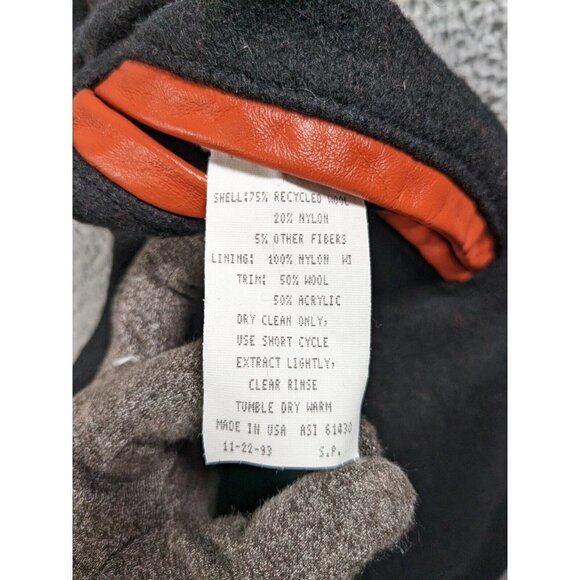 SHELL:75% RECYCLED WOOL
20% NYLON
5% OTHER FIBERS
LINING: 100% NYLON WI
TRIM: 50% WOOL
50% ACRYLIC
DRY CLEAN ONLY,
USE SHORT CYCLE
EXTRACT LIGHTLY,
CLEAR RINSE
TUMBLE DRY WARM
MADE IN USA ASI 61430
11-22-93 S.P.